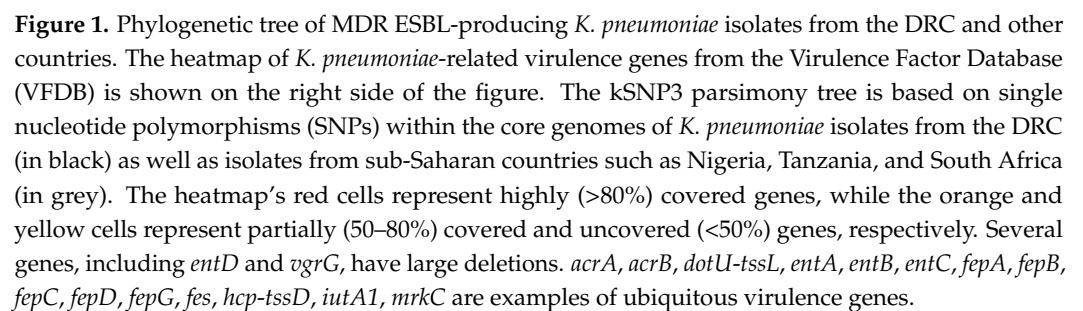 Figure 1. Phylogenetic tree of MDR ESBL-producing K. pneumoniae isolates from the DRC and other
countries. The heatmap of K. pneumoniae-related virulence genes from the Virulence Factor Database
(VFDB) is shown on the right side of the figure. The kSNP3 parsimony tree is based on single
nucleotide polymorphisms (SNPs) within the core genomes of K. pneumoniae isolates from the DRC
(in black) as well as isolates from sub-Saharan countries such as Nigeria, Tanzania, and South Africa
(in grey). The heatmap's red cells represent highly (>80%) covered genes, while the orange and
yellow cells represent partially (50–80%) covered and uncovered (<50%) genes, respectively. Several
genes, including entD and vgrG, have large deletions. acrA, acrB, dotU-tssL, entA, entB, entC, fepA, fepB,
fepC, fepD, fepG, fes, hcp-tssD, iutA1, mrkC are examples of ubiquitous virulence genes.